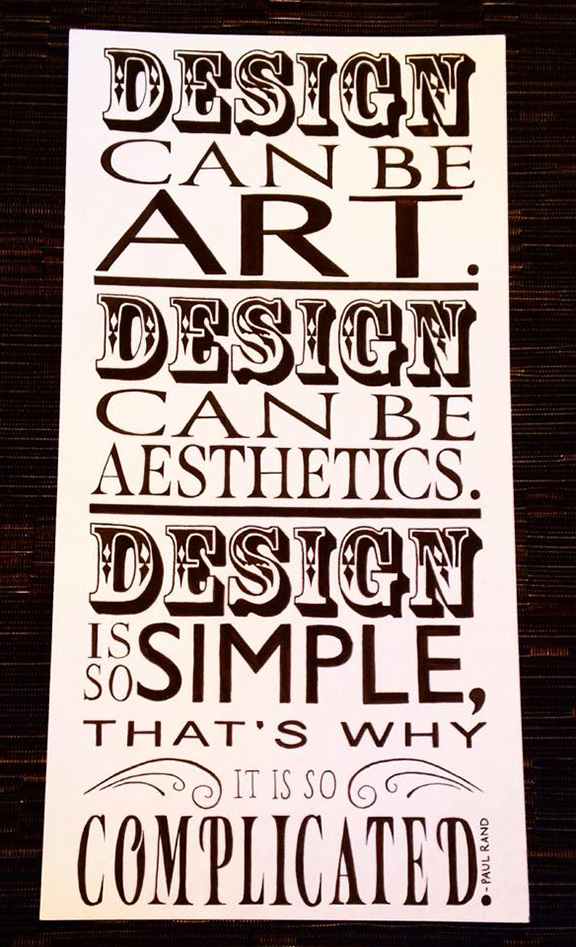 DESIGN
CAN BE
ART.
DESIGN
CAN BE
AESTHETICS.
DESIGN
IS SO SIMPLE,
THAT'S WHY
IT IS SO
COMPLICATED.
-PAUL RAND